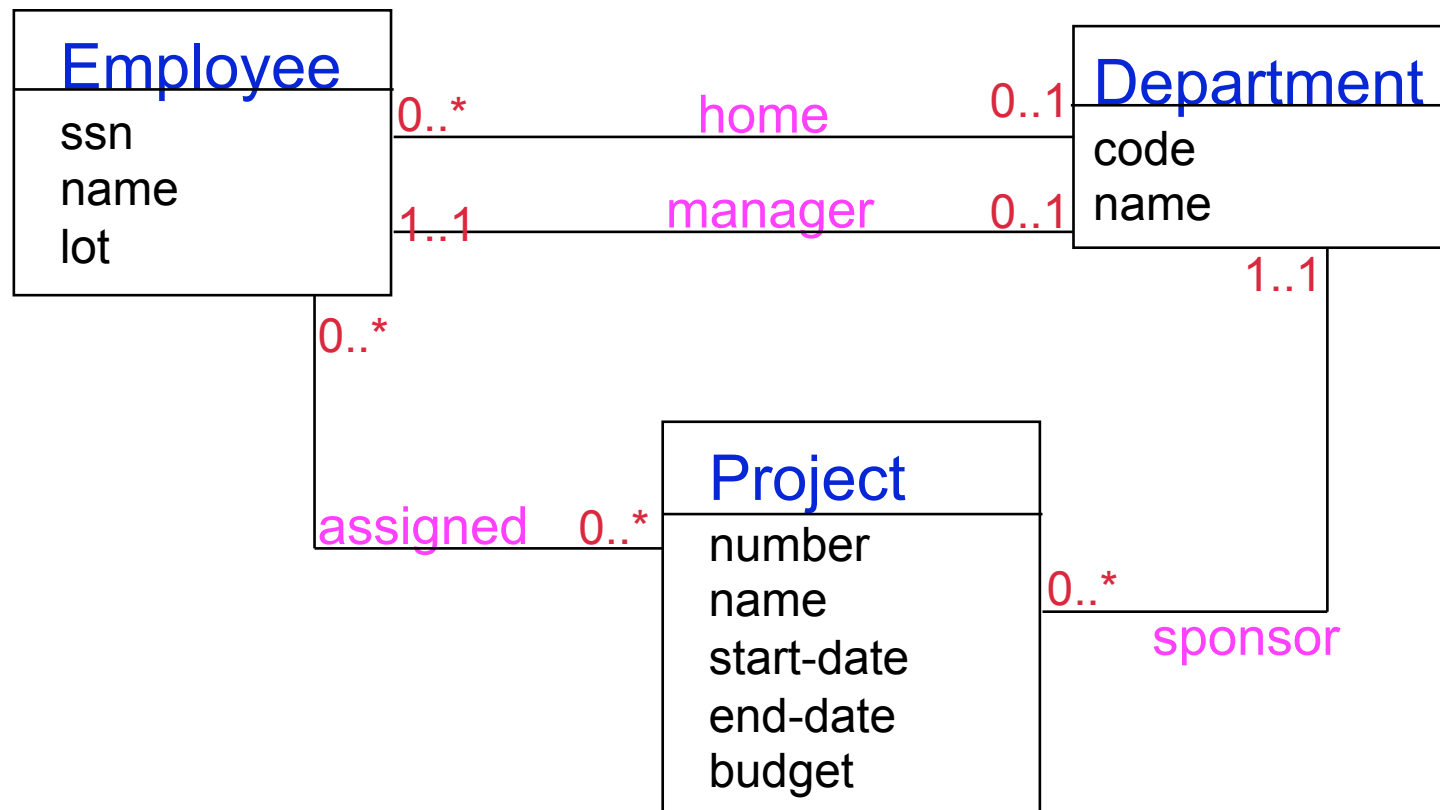 Employee
ssn
name
lot
0..*
home
0..1
1..1
manager
0..1
Department
code
name
1..1
0..*
assigned
0..*
Project
number
name
start-date
end-date
budget
0..*
sponsor